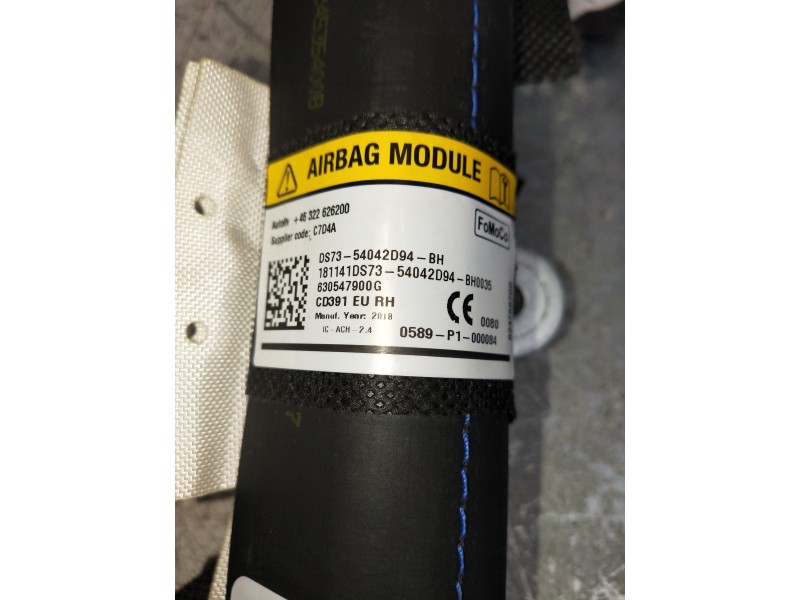 AIRBAG MODULE
Autoliv +46 322 626200
Supplier code: C7D4A
FoMoCo
DS73-54042D94-BH
181141DS73-54042D94-BH0035
630547900G
CD391 EU RH
Manuf. Year: 2018
IC-ACH-2.4
CE 0080
0589-P1-000084
7